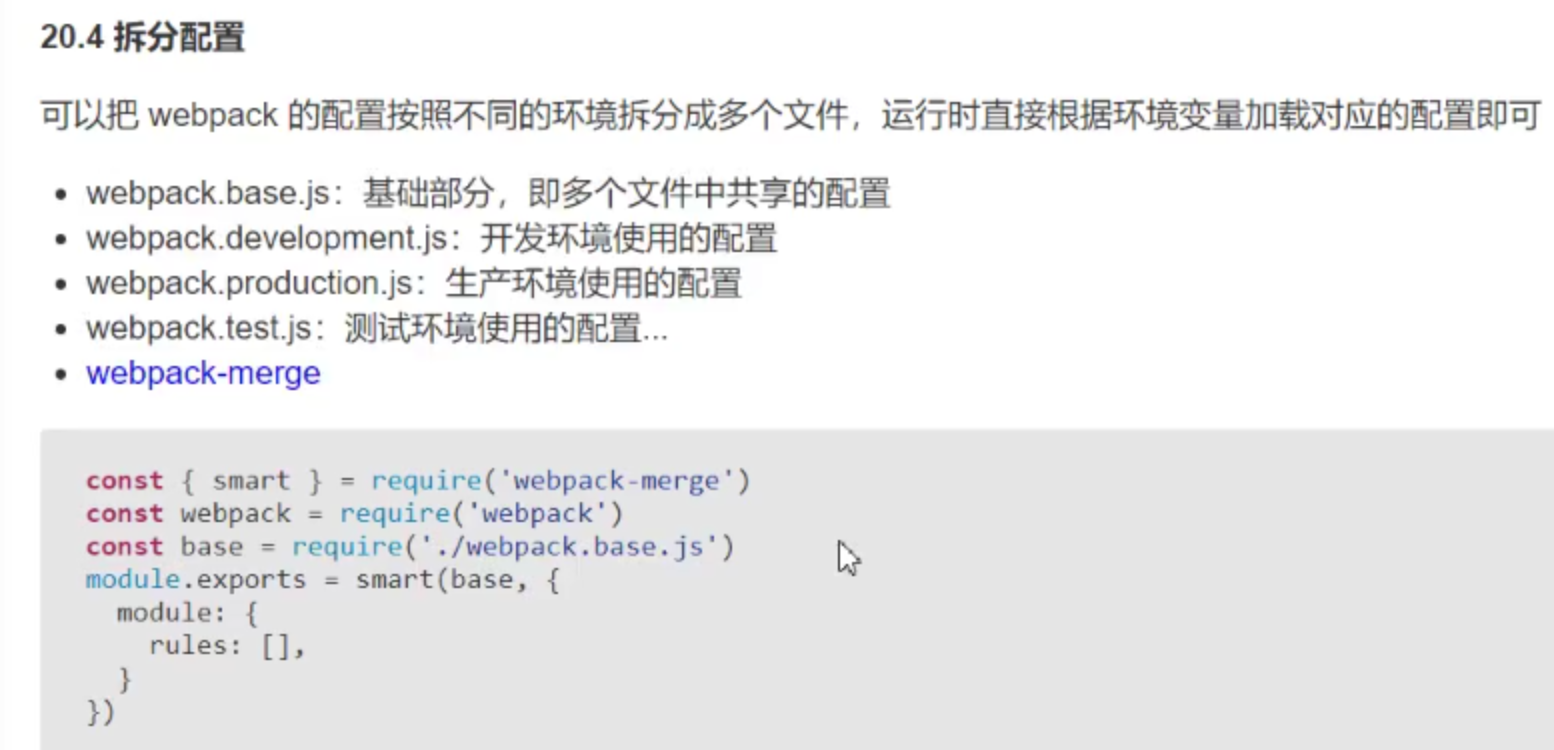 20.4 拆分配置
可以把 webpack 的配置按照不同的环境拆分成多个文件，运行时直接根据环境变量加载对应的配置即可
• webpack.base.js：基础部分，即多个文件中共享的配置
• webpack.development.js：开发环境使用的配置
• webpack.production.js：生产环境使用的配置
• webpack.test.js：测试环境使用的配置...
• webpack-merge
const { smart } = require('webpack-merge')
const webpack = require('webpack')
const base = require('./webpack.base.js')
module.exports = smart(base, {
  module: {
    rules: [],
  }
})